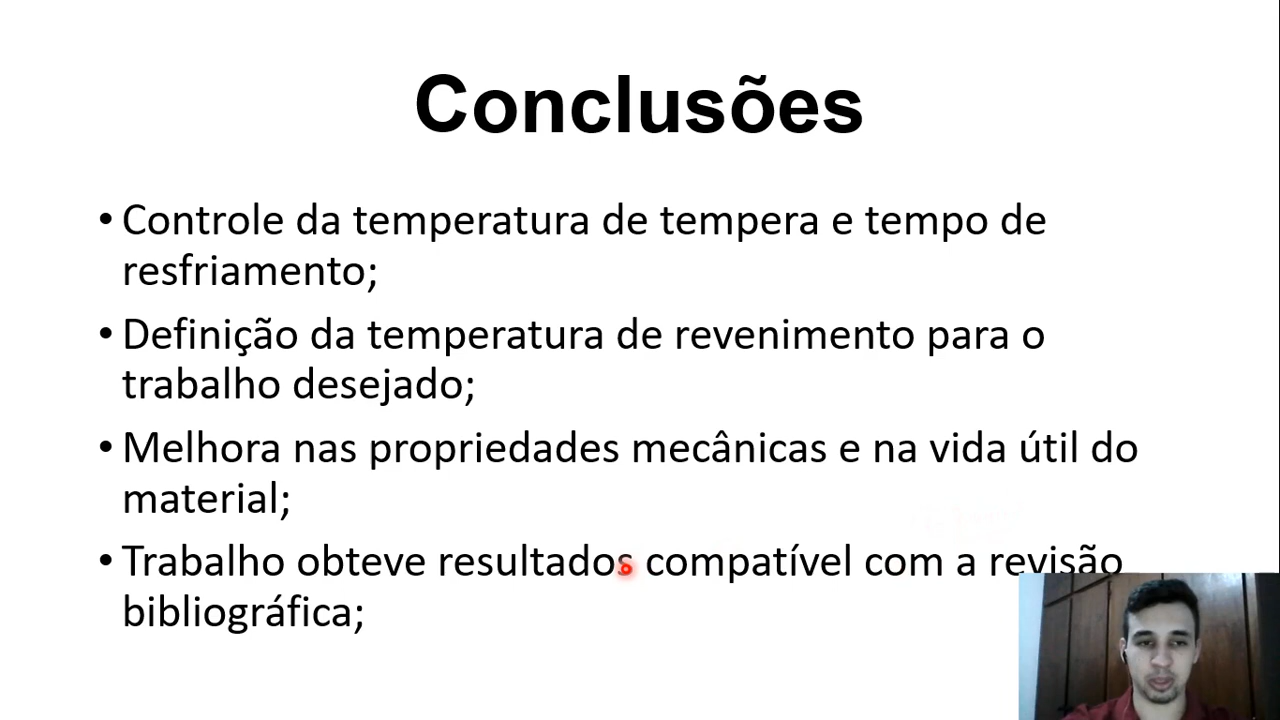 Conclusões
• Controle da temperatura de tempera e tempo de
resfriamento;
• Definição da temperatura de revenimento para o
trabalho desejado;
• Melhora nas propriedades mecânicas e na vida útil do
material;
• Trabalho obteve resultados compatível com a revisão
bibliográfica;